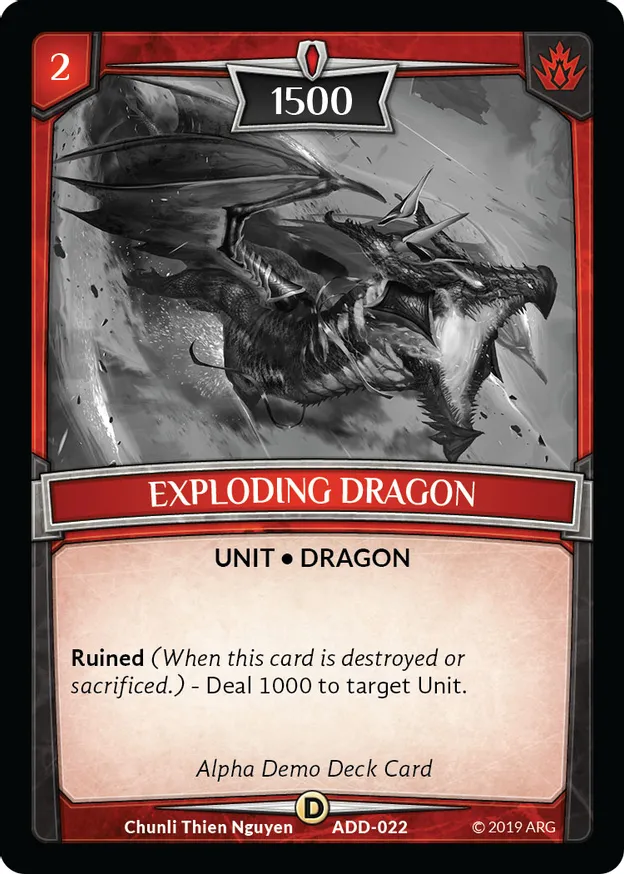 2
1500
EXPLODING DRAGON
UNIT • DRAGON
Ruined (When this card is destroyed or
sacrificed.) - Deal 1000 to target Unit.
Alpha Demo Deck Card
D
Chunli Thien Nguyen ADD-022 © 2019 ARG